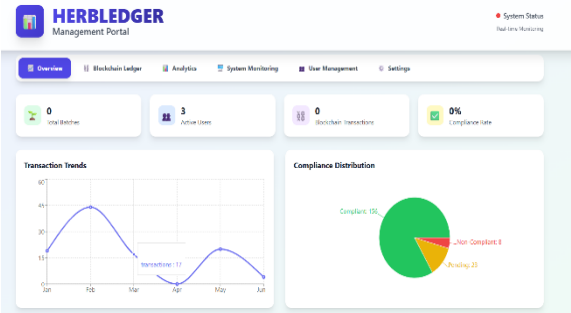 HERBLEDGER
Management Portal
System Status
Real-time Monitoring
Overview
Blockchain Ledger
Analytics
System Monitoring
User Management
Settings
0
Total Batches
3
Active Users
0
Blockchain Transactions
0%
Compliance Rate
Transaction Trends
60
45
30
15
transactions : 17
Jan
Feb
Mar
Apr
May
Jun
Compliance Distribution
Compliant: 156
Non-Compliant: 8
Pending: 23